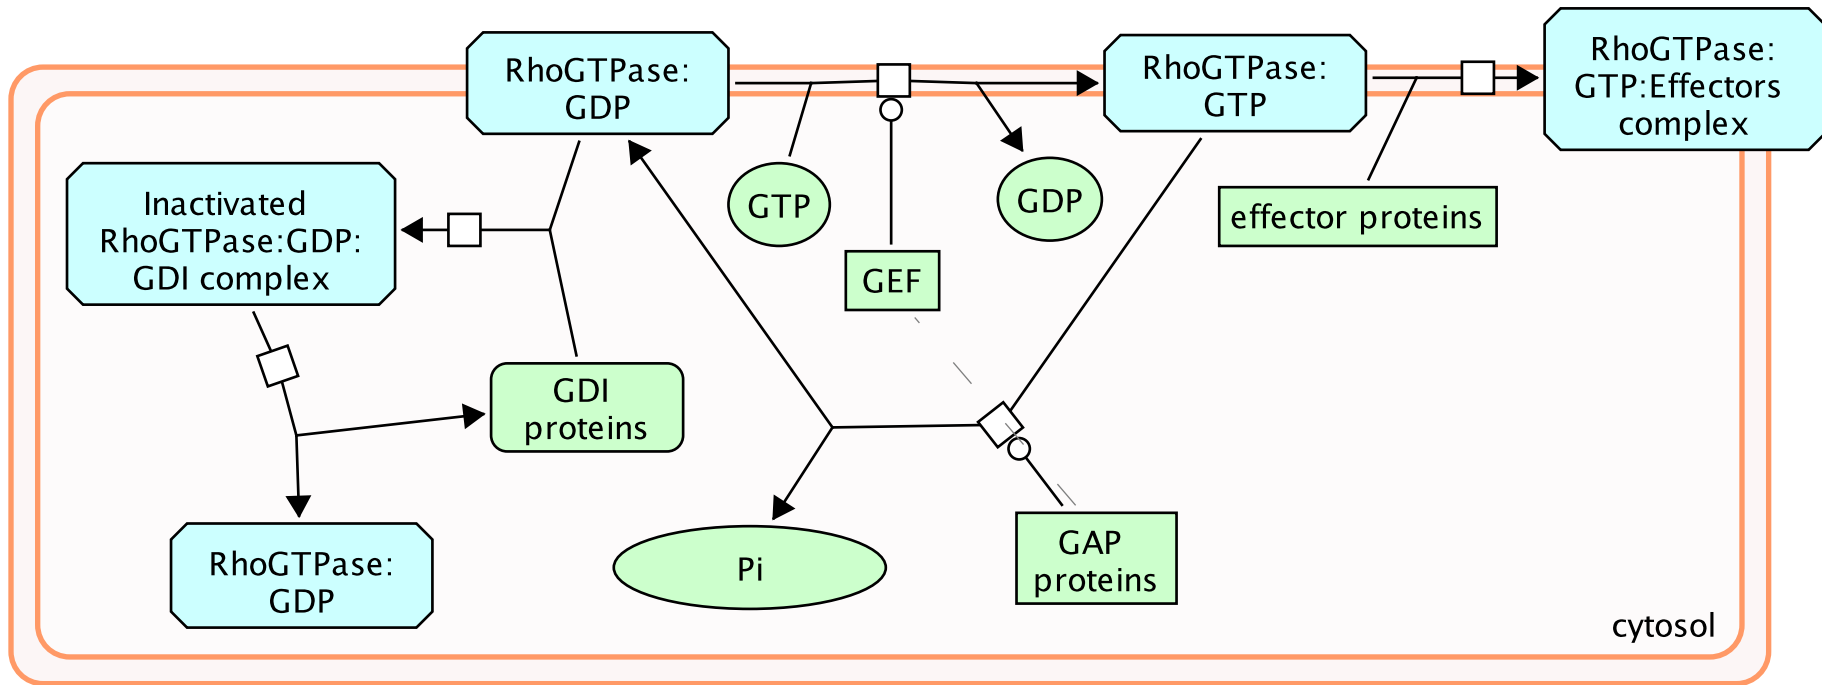 RhoGTPase:
GDP
RhoGTPase:
GTP
RhoGTPase:
GTP:Effectors
complex
Inactivated
RhoGTPase:GDP:
GDI complex
GTP
GDP
effector proteins
GEF
GDI
proteins
RhoGTPase:
GDP
Pi
GAP
proteins
cytosol